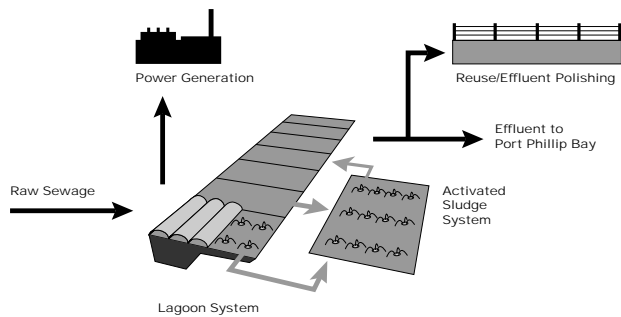 Power Generation
Reuse/Effluent Polishing
Effluent to
Port Phillip Bay
Raw Sewage
Activated
Sludge
System
Lagoon System